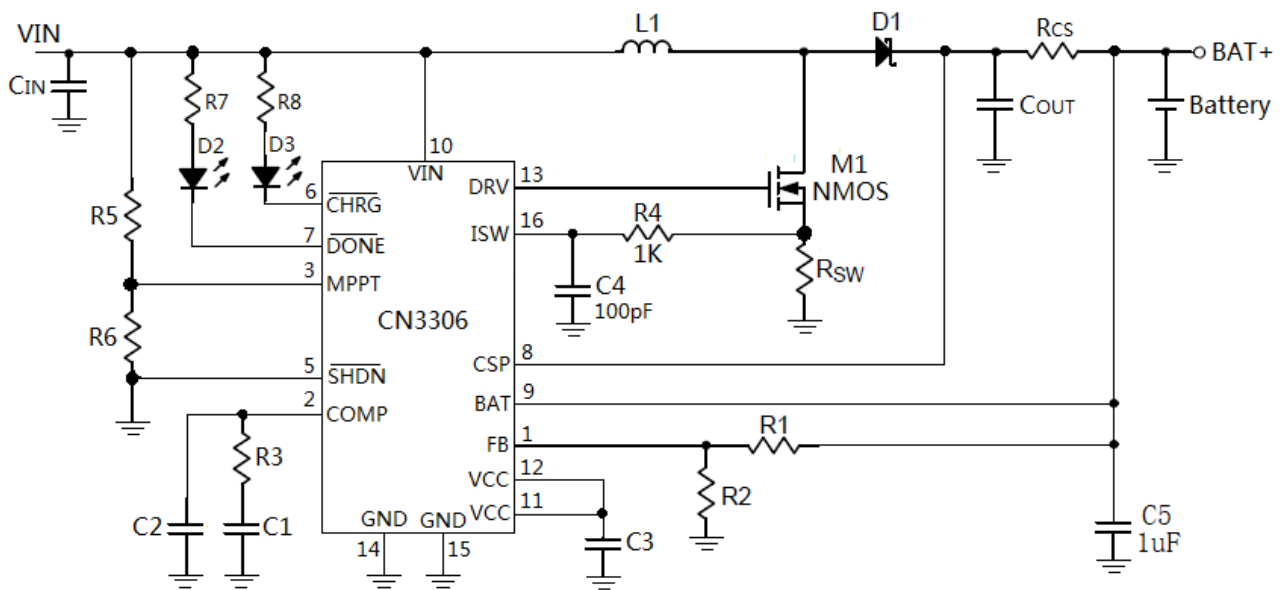 VIN
CIN
R7
R8
D2
D3
L1
D1
RCS
BAT+
COUT
Battery
10
VIN
13
DRV
M1
NMOS
6
CHRG
16
ISW
R4
1K
R5
7
DONE
3
MPPT
C4
100pF
RSW
CN3306
R6
5
SHDN
8
CSP
2
COMP
9
BAT
R3
1
FB
R1
12
VCC
R2
11
VCC
C2
C1
GND
GND
14
15
C3
C5
1uF